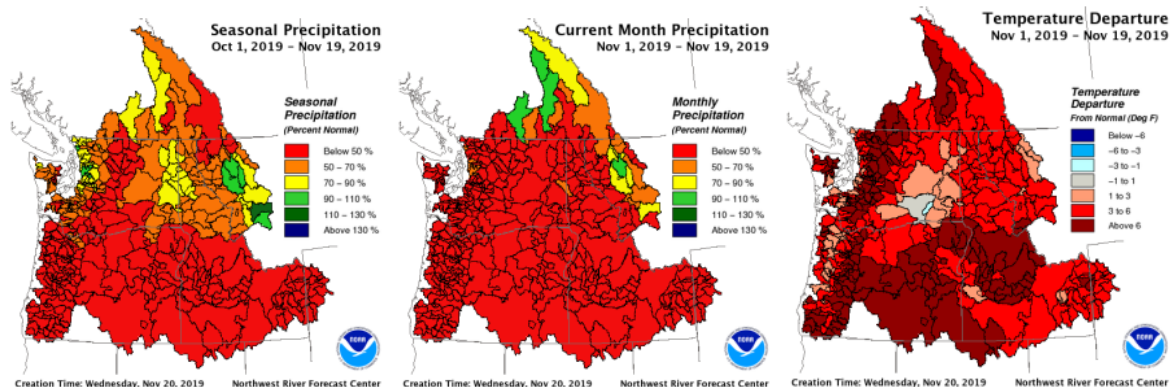 Seasonal Precipitation
Oct 1, 2019 – Nov 19, 2019
Seasonal
Precipitation
(Percent Normal)
Below 50 %
50 – 70 %
70 – 90 %
90 – 110 %
110 – 130 %
Above 130 %
NOAA
Creation Time: Wednesday, Nov 20, 2019
Northwest River Forecast Center
Current Month Precipitation
Nov 1, 2019 – Nov 19, 2019
Monthly
Precipitation
(Percent Normal)
Below 50 %
50 – 70 %
70 – 90 %
90 – 110 %
110 – 130 %
Above 130 %
NOAA
Creation Time: Wednesday, Nov 20, 2019
Northwest River Forecast Center
Temperature Departure
Nov 1, 2019 – Nov 19, 2019
Temperature
Departure
From Normal (Deg F)
Below −6
−6 to −3
−3 to −1
−1 to 1
1 to 3
3 to 6
Above 6
NOAA
Creation Time: Wednesday, Nov 20, 2019
Northwest River Forecast Center